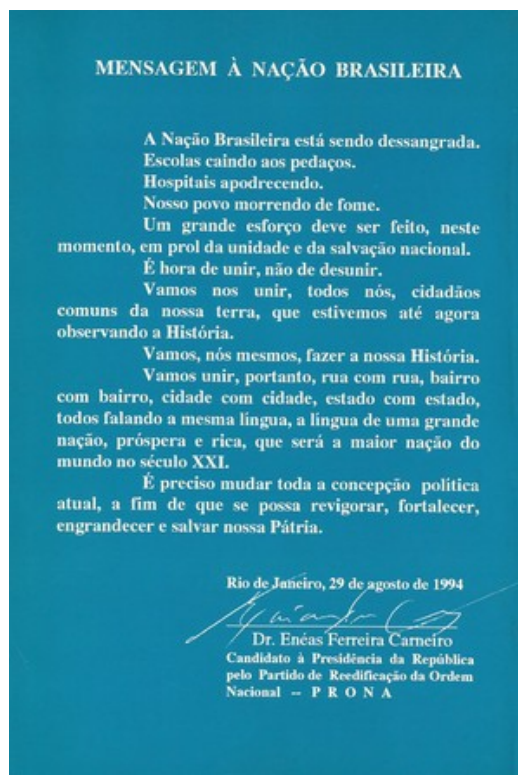 MENSAGEM À NAÇÃO BRASILEIRA
A Nação Brasileira está sendo dessangrada.
Escolas caindo aos pedaços.
Hospitais apodrecendo.
Nosso povo morrendo de fome.
Um grande esforço deve ser feito, neste
momento, em prol da unidade e da salvação nacional.
É hora de unir, não de desunir.
Vamos nos unir, todos nós, cidadãos
comuns da nossa terra, que estivemos até agora
observando a História.
Vamos, nós mesmos, fazer a nossa História.
Vamos unir, portanto, rua com rua, bairro
com bairro, cidade com cidade, estado com estado,
todos falando a mesma língua, a língua de uma grande
nação, próspera e rica, que será a maior nação do
mundo no século XXI.
É preciso mudar toda a concepção política
atual, a fim de que se possa revigorar, fortalecer,
engrandecer e salvar nossa Pátria.
Rio de Janeiro, 29 de agosto de 1994
Dr. Enéas Ferreira Carneiro
Candidato à Presidência da República
pelo Partido de Reedificação da Ordem
Nacional -- P R O N A